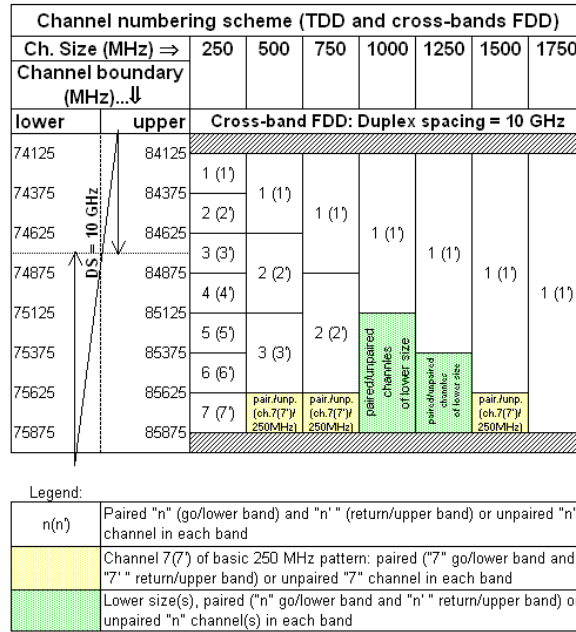 Channel numbering scheme (TDD and cross-bands FDD)
Ch. Size (MHz) ⇒ 250 500 750 1000 1250 1500 1750
Channel boundary
(MHz)...⇓
lower upper Cross-band FDD: Duplex spacing = 10 GHz
74125 84125
74375 84375
74625 84625
74875 84875
75125 85125
75375 85375
75625 85625
75875 85875
DS = 10 GHz
1 (1')
2 (2')
3 (3')
4 (4')
5 (5')
6 (6')
7 (7')
1 (1')
2 (2')
3 (3')
pair./unp.
(ch.7(7')/
250MHz)
1 (1')
2 (2')
pair./unp.
(ch.7(7')/
250MHz)
1 (1')
paired/unpaired
channles
of lower size
1 (1')
paired/unpaired
channles
of lower size
1 (1')
pair./unp.
(ch.7(7')/
250MHz)
1 (1')
Legend:
n(n') Paired "n" (go/lower band) and "n' " (return/upper band) or unpaired "n"
channel in each band
Channel 7(7') of basic 250 MHz pattern: paired ("7" go/lower band and
"7' " return/upper band) or unpaired "7" channel in each band
Lower size(s), paired ("n" go/lower band and "n' " return/upper band) or
unpaired "n" channel(s) in each band